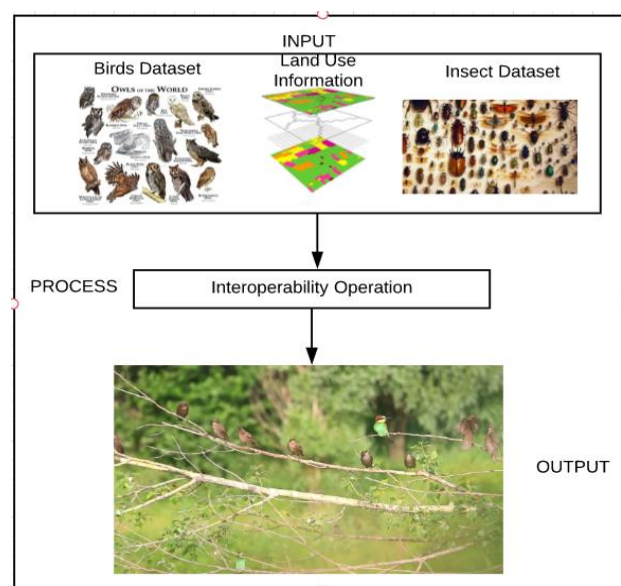 INPUT
Birds Dataset
Land Use
Information
Insect Dataset
OWLS OF THE WORLD
PROCESS
Interoperability Operation
OUTPUT